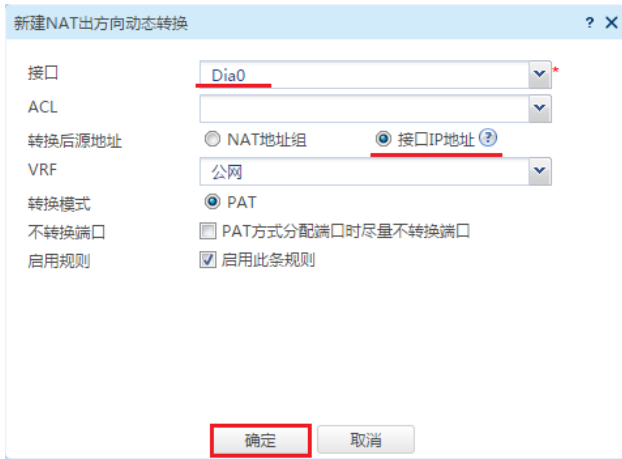 新建NAT出方向动态转换 ?
接口 Dia0 *
ACL
转换后源地址 NAT地址组 接口IP地址 ?
VRF 公网
转换模式 PAT
不转换端口 PAT方式分配端口时尽量不转换端口
启用规则 启用此条规则
确定 取消